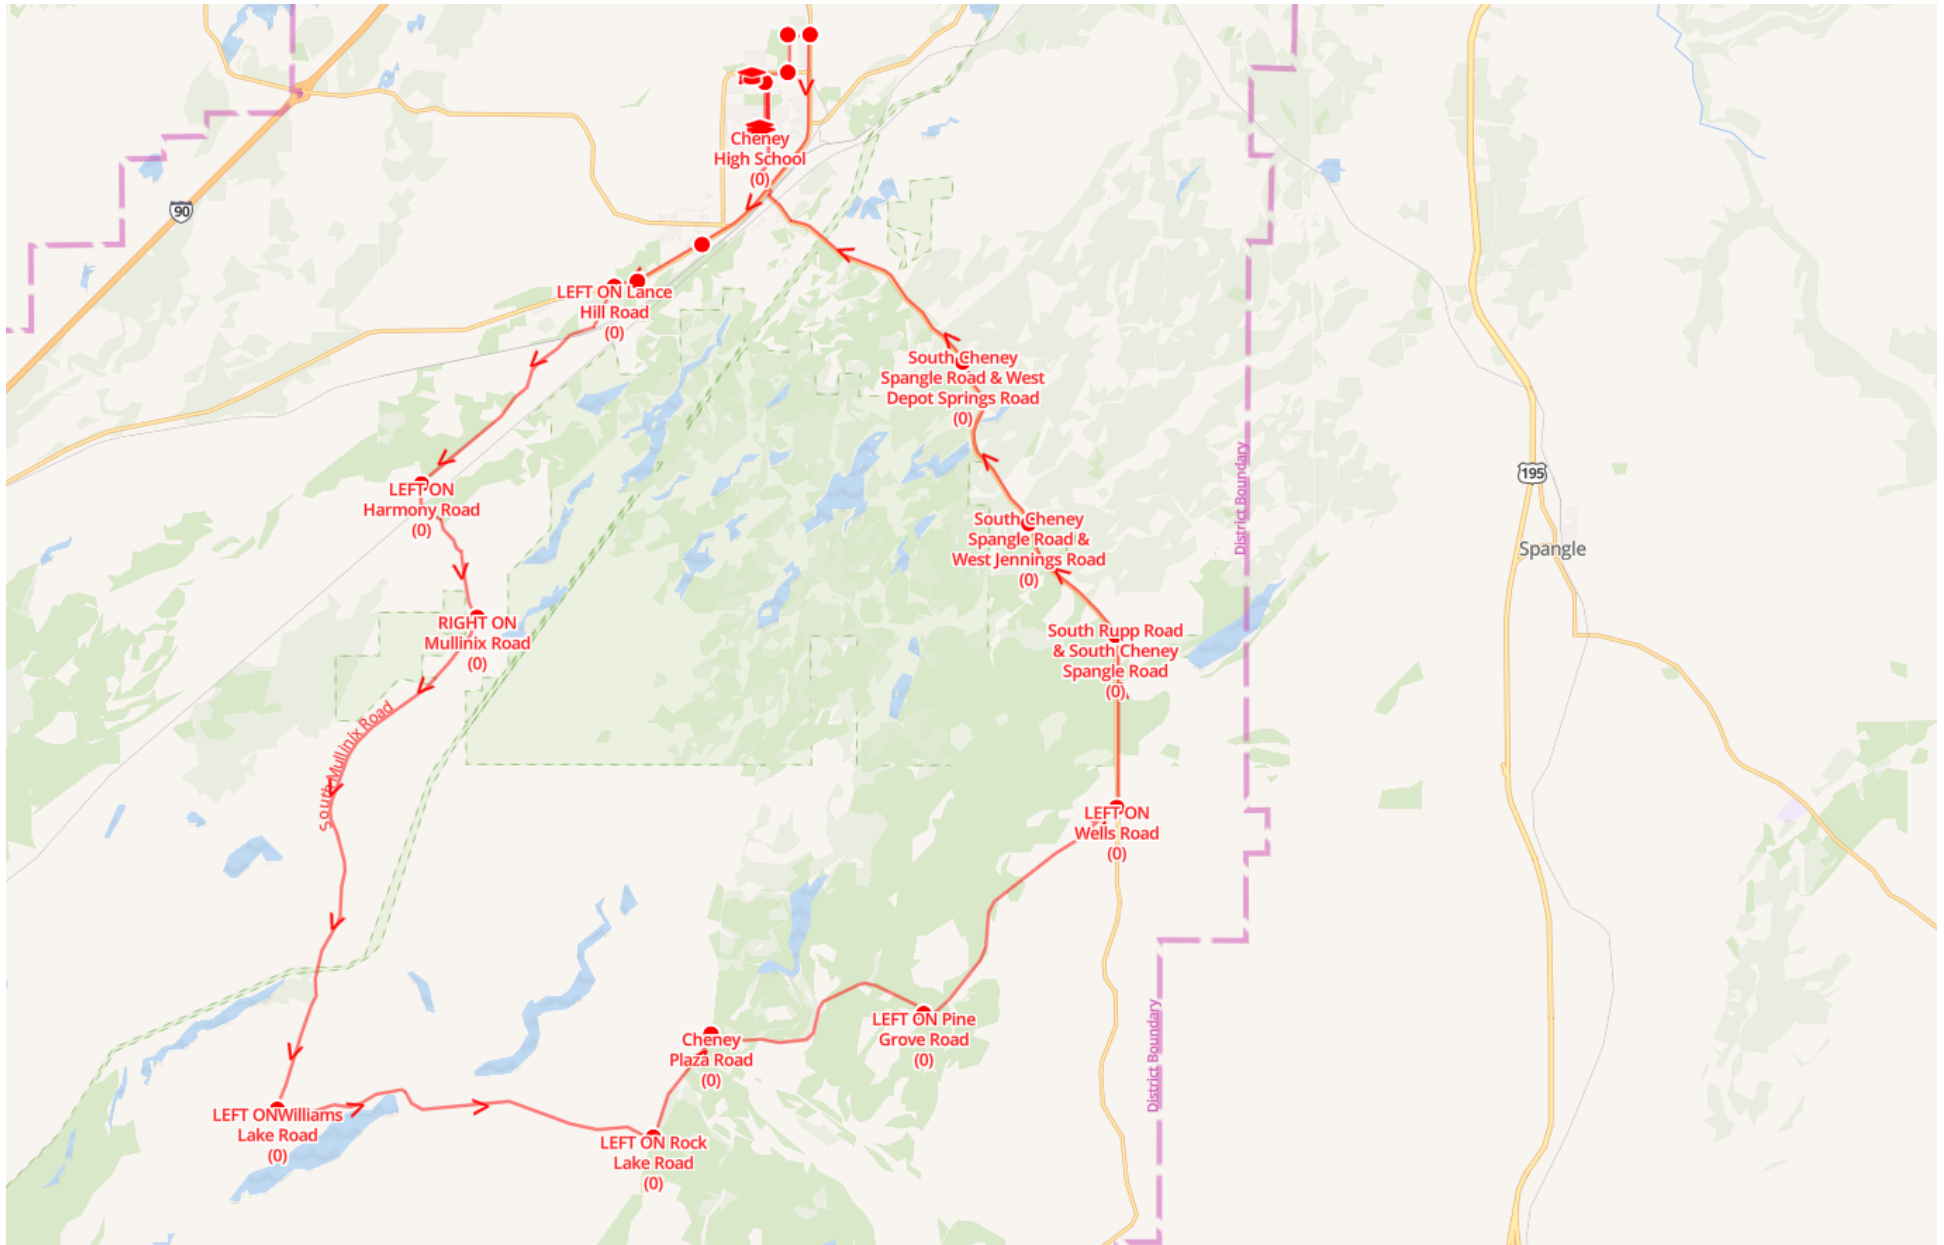 90
Cheney
High School
(0)
LEFT ON Lance
Hill Road
(0)
South Cheney
Spangle Road & West
Depot Springs Road
(0)
District Boundary
195
LEFT ON
Harmony Road
(0)
South Cheney
Spangle Road &
West Jennings Road
(0)
Spangle
RIGHT ON
Mullinix Road
(0)
South Rupp Road
& South Cheney
Spangle Road
(0)
South Mullinix Road
LEFT ON
Wells Road
(0)
LEFT ON Pine
Grove Road
(0)
Cheney
Plaza Road
(0)
District Boundary
LEFT ONWilliams
Lake Road
(0)
LEFT ON Rock
Lake Road
(0)